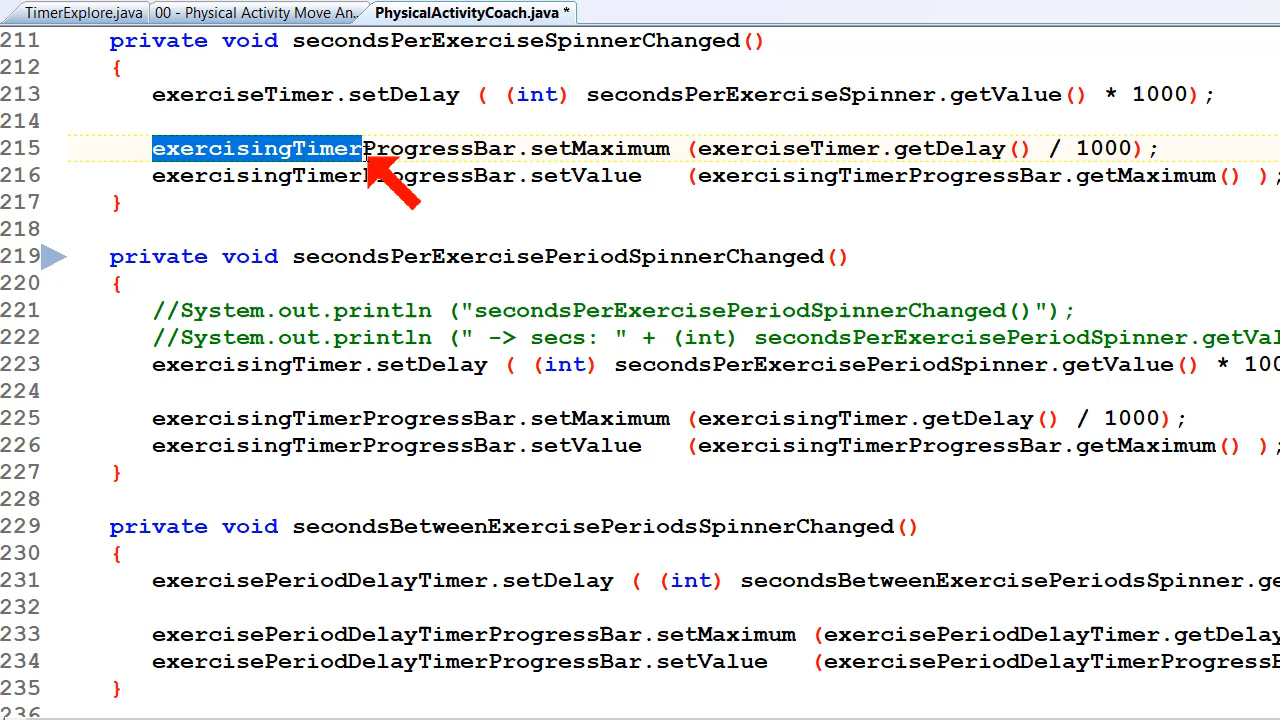 TimerExplore.java 00 - Physical Activity Move An... PhysicalActivityCoach.java *
211 private void secondsPerExerciseSpinnerChanged()
212 {
213 exerciseTimer.setDelay ( (int) secondsPerExerciseSpinner.getValue() * 1000);
214
215 exercisingTimerProgressBar.setMaximum (exerciseTimer.getDelay() / 1000);
216 exercisingTimerProgressBar.setValue (exercisingTimerProgressBar.getMaximum() );
217 }
218
219 private void secondsPerExercisePeriodSpinnerChanged()
220 {
221 //System.out.println ("secondsPerExercisePeriodSpinnerChanged()");
222 //System.out.println (" -> secs: " + (int) secondsPerExercisePeriodSpinner.getVal
223 exercisingTimer.setDelay ( (int) secondsPerExercisePeriodSpinner.getValue() * 100
224
225 exercisingTimerProgressBar.setMaximum (exercisingTimer.getDelay() / 1000);
226 exercisingTimerProgressBar.setValue (exercisingTimerProgressBar.getMaximum() );
227 }
228
229 private void secondsBetweenExercisePeriodsSpinnerChanged()
230 {
231 exercisePeriodDelayTimer.setDelay ( (int) secondsBetweenExercisePeriodsSpinner.ge
232
233 exercisePeriodDelayTimerProgressBar.setMaximum (exercisePeriodDelayTimer.getDelay
234 exercisePeriodDelayTimerProgressBar.setValue (exercisePeriodDelayTimerProgressB
235 }
236